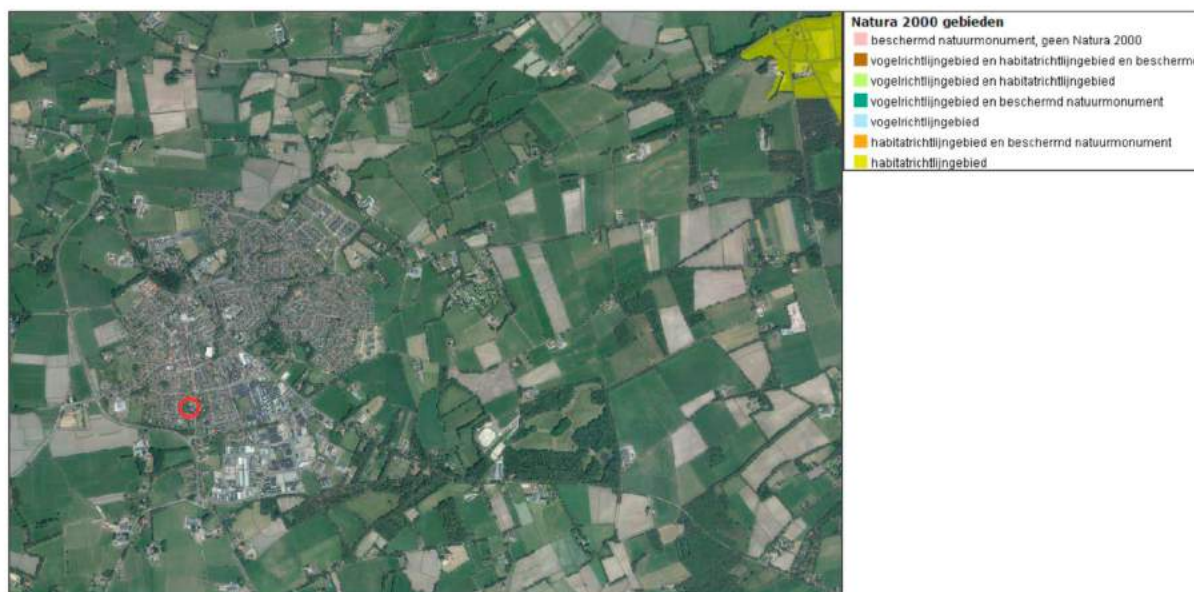 Natura 2000 gebieden
beschermd natuurmonument, geen Natura 2000
vogelrichtlijngebied en habitatrichtlijngebied en bescherme
vogelrichtlijngebied en habitatrichtlijngebied
vogelrichtlijngebied en beschermd natuurmonument
vogelrichtlijngebied
habitatrichtlijngebied en beschermd natuurmonument
habitatrichtlijngebied